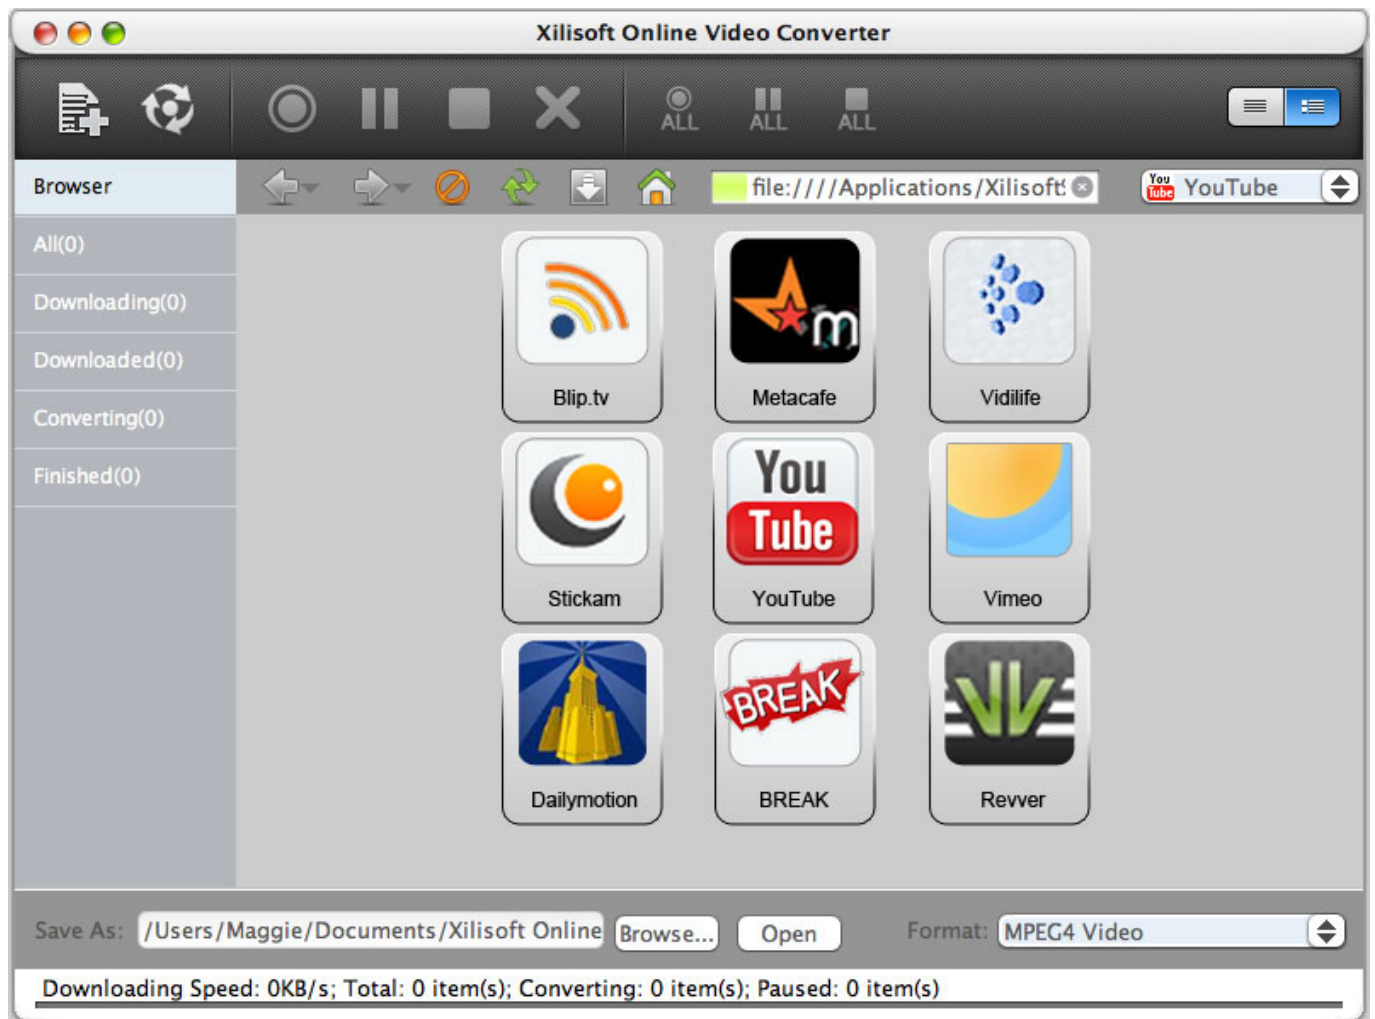 Xilisoft Online Video Converter
ALL ALL ALL
Browser
file:////Applications/Xilisoft
You Tube YouTube
All(0)
Downloading(0)
Downloaded(0)
Converting(0)
Finished(0)
m
Blip.tv Metacafe Vidilife
You
Tube
Stickam YouTube Vimeo
BREAK
Dailymotion BREAK Revver
Save As: /Users/Maggie/Documents/Xilisoft Online Browse... Open Format: MPEG4 Video
Downloading Speed: 0KB/s; Total: 0 item(s); Converting: 0 item(s); Paused: 0 item(s)